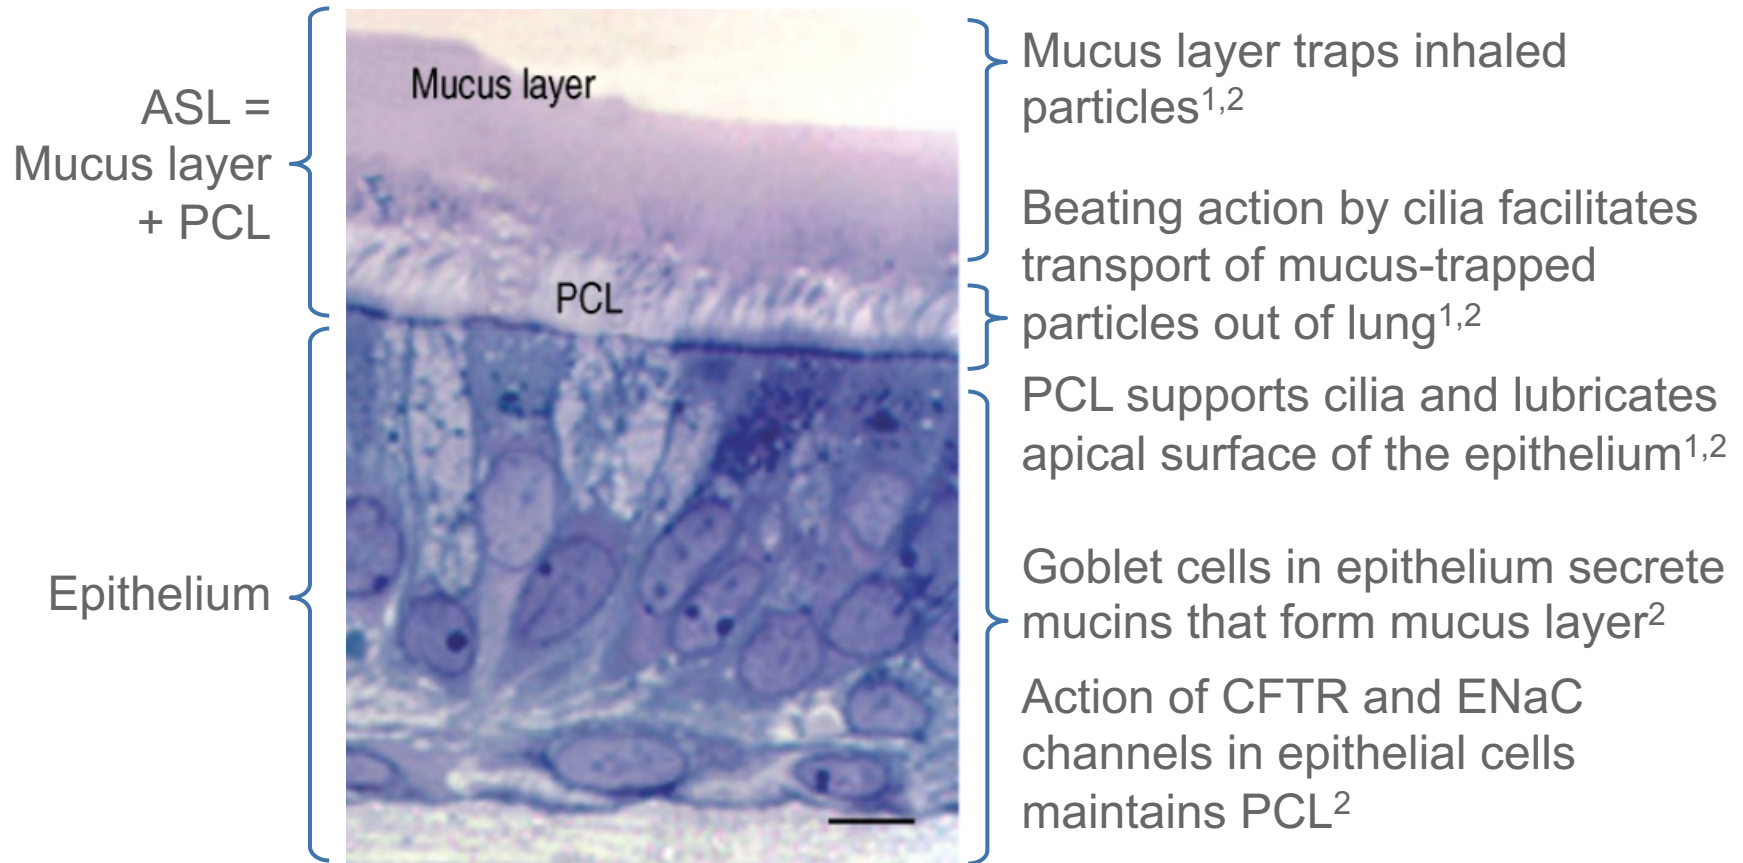 ASL =
Mucus layer
+ PCL
Epithelium
Mucus layer
PCL
Mucus layer traps inhaled
particles1,2
Beating action by cilia facilitates
transport of mucus-trapped
particles out of lung1,2
PCL supports cilia and lubricates
apical surface of the epithelium1,2
Goblet cells in epithelium secrete
mucins that form mucus layer2
Action of CFTR and ENaC
channels in epithelial cells
maintains PCL2